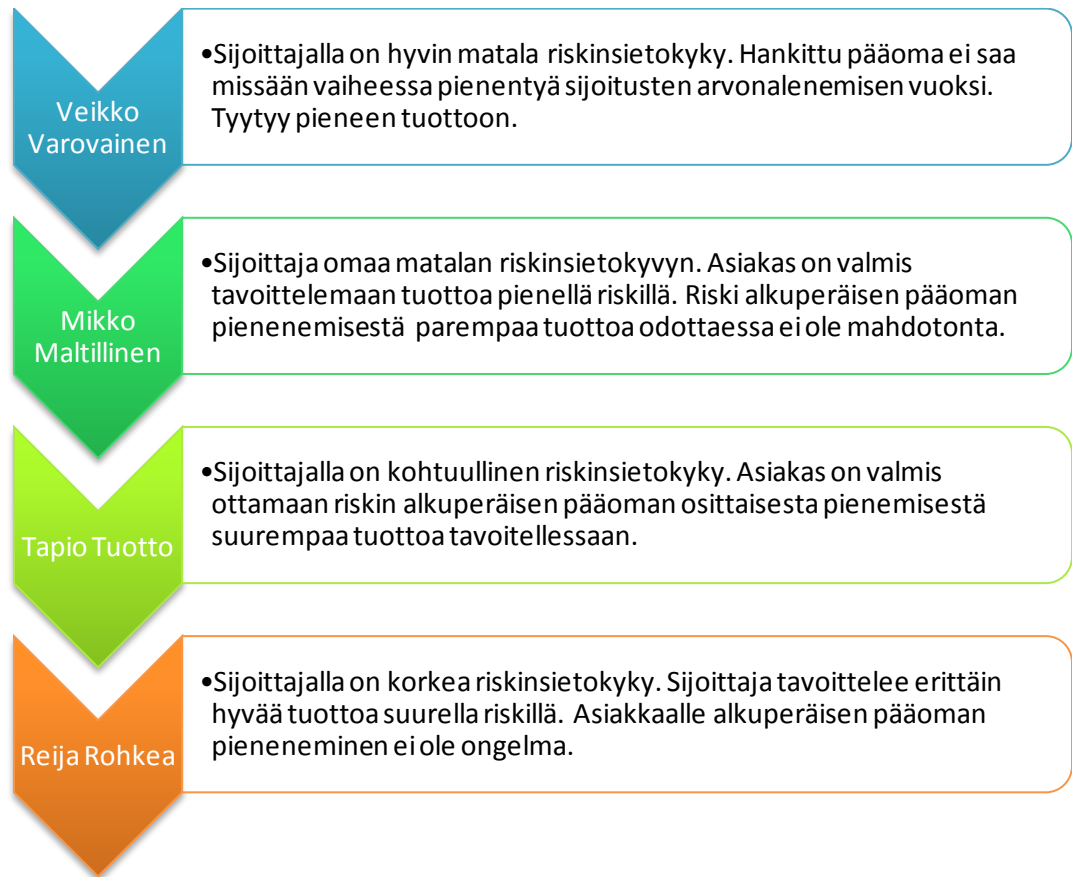 Veikko
Varovainen
•Sijoittajalla on hyvin matala riskinsietokyky. Hankittu pääoma ei saa
missään vaiheessa pienentyä sijoitusten arvonalenemisen vuoksi.
Tyytyy pieneen tuottoon.
Mikko
Maltillinen
•Sijoittaja omaa matalan riskinsietokyvyn. Asiakas on valmis
tavoittelemaan tuottoa pienellä riskillä. Riski alkuperäisen pääoman
pienenemisestä parempaa tuottoa odottaessa ei ole mahdotonta.
Tapio Tuotto
•Sijoittajalla on kohtuullinen riskinsietokyky. Asiakas on valmis
ottamaan riskin alkuperäisen pääoman osittaisesta pienemisestä
suurempaa tuottoa tavoitellessaan.
Reija Rohkea
•Sijoittajalla on korkea riskinsietokyky. Sijoittaja tavoittelee erittäin
hyvää tuottoa suurella riskillä. Asiakkaalle alkuperäisen pääoman
pieneneminen ei ole ongelma.